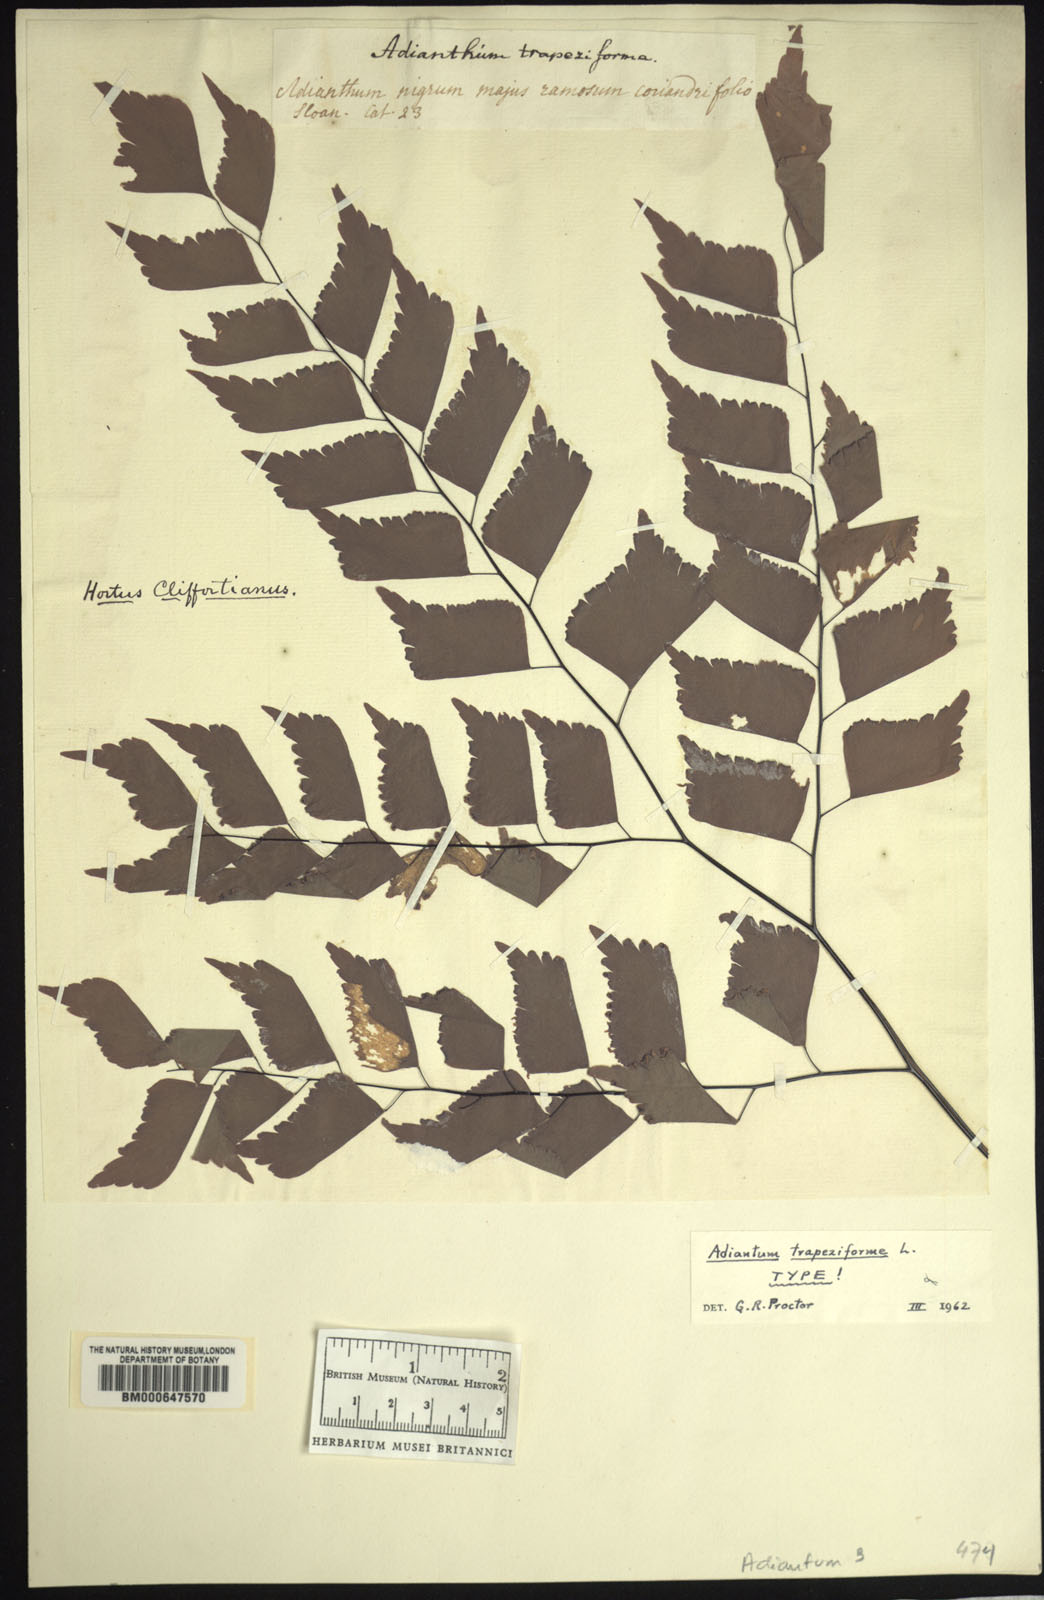 Adianthum trapeziforma.
Adianthum nigrum majus ramosum coriandri folio
Sloan. Cat. 23
Hortus Cliffortianus.
Adiantum trapeziforme L.
TYPE!
DET. G. R. Proctor III 1962
THE NATURAL HISTORY MUSEUM, LONDON
DEPARTMEMT OF BOTANY
BM000647570
1 2
BRITISH MUSEUM (NATURAL HISTORY)
1 2 3 4 5
HERBARIUM MUSEI BRITANNICI
Adiantum 3
474